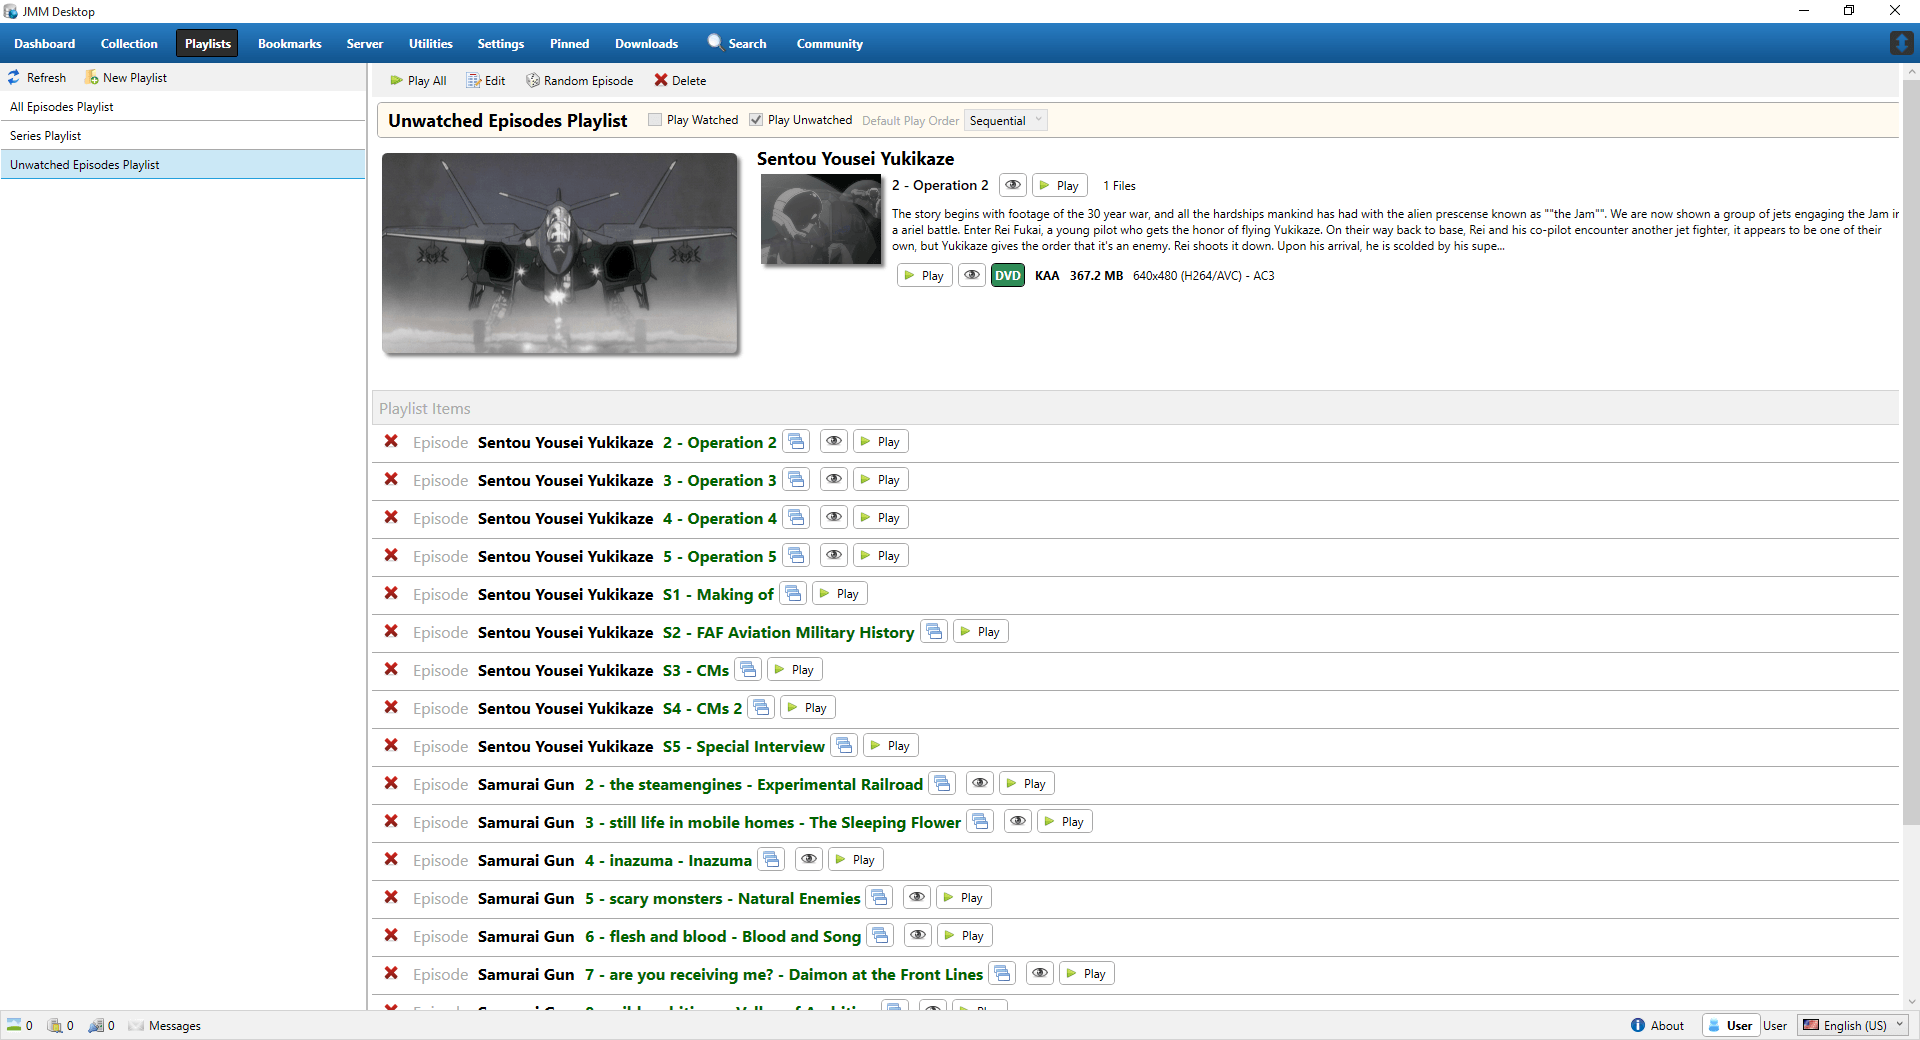 JMM Desktop
Dashboard Collection Playlists Bookmarks Server Utilities Settings Pinned Downloads Search Community
Refresh New Playlist
All Episodes Playlist
Series Playlist
Unwatched Episodes Playlist
Play All Edit Random Episode Delete
Unwatched Episodes Playlist Play Watched Play Unwatched Default Play Order Sequential
Sentou Yousei Yukikaze
2 - Operation 2 Play 1 Files
The story begins with footage of the 30 year war, and all the hardships mankind has had with the alien prescense known as ""the Jam"". We are now shown a group of jets engaging the Jam in
a ariel battle. Enter Rei Fukai, a young pilot who gets the honor of flying Yukikaze. On their way back to base, Rei and his co-pilot encounter another jet fighter, it appears to be one of their
own, but Yukikaze gives the order that it's an enemy. Rei shoots it down. Upon his arrival, he is scolded by his supe...
Play DVD KAA 367.2 MB 640x480 (H264/AVC) - AC3
Playlist Items
Episode Sentou Yousei Yukikaze 2 - Operation 2 Play
Episode Sentou Yousei Yukikaze 3 - Operation 3 Play
Episode Sentou Yousei Yukikaze 4 - Operation 4 Play
Episode Sentou Yousei Yukikaze 5 - Operation 5 Play
Episode Sentou Yousei Yukikaze S1 - Making of Play
Episode Sentou Yousei Yukikaze S2 - FAF Aviation Military History Play
Episode Sentou Yousei Yukikaze S3 - CMs Play
Episode Sentou Yousei Yukikaze S4 - CMs 2 Play
Episode Sentou Yousei Yukikaze S5 - Special Interview Play
Episode Samurai Gun 2 - the steamengines - Experimental Railroad Play
Episode Samurai Gun 3 - still life in mobile homes - The Sleeping Flower Play
Episode Samurai Gun 4 - inazuma - Inazuma Play
Episode Samurai Gun 5 - scary monsters - Natural Enemies Play
Episode Samurai Gun 6 - flesh and blood - Blood and Song Play
Episode Samurai Gun 7 - are you receiving me? - Daimon at the Front Lines Play
0 0 0 Messages About User User English (US)